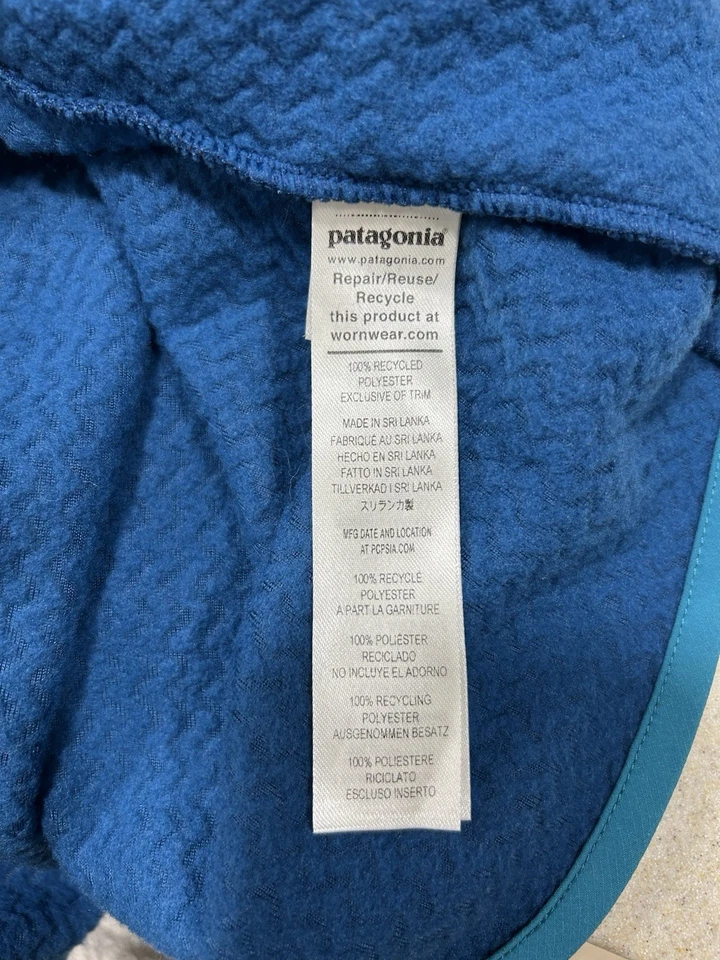 patagonia®
www.patagonia.com
Repair/Reuse/
Recycle
this product at
wornwear.com
100% RECYCLED
POLYESTER
EXCLUSIVE OF TRIM
MADE IN SRI LANKA
FABRIQUÉ AU SRI LANKA
HECHO EN SRI LANKA
FATTO IN SRI LANKA
TILLVERKAD I SRI LANKA
スリランカ製
MFG DATE AND LOCATION
AT PCPSIA.COM
100% RECYCLÉ
POLYESTER
A PART LA GARNITURE
100% POLIÉSTER
RECICLADO
NO INCLUYE EL ADORNO
100% RECYCLING
POLYESTER
AUSGENOMMEN BESATZ
100% POLIESTERE
RICICLATO
ESCLUSO INSERTO